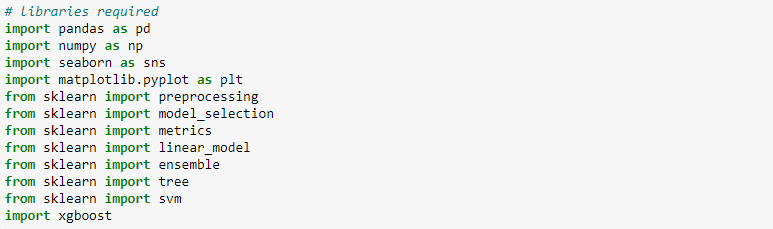 # libraries required
import pandas as pd
import numpy as np
import seaborn as sns
import matplotlib.pyplot as plt
from sklearn import preprocessing
from sklearn import model_selection
from sklearn import metrics
from sklearn import linear_model
from sklearn import ensemble
from sklearn import tree
from sklearn import svm
import xgboost